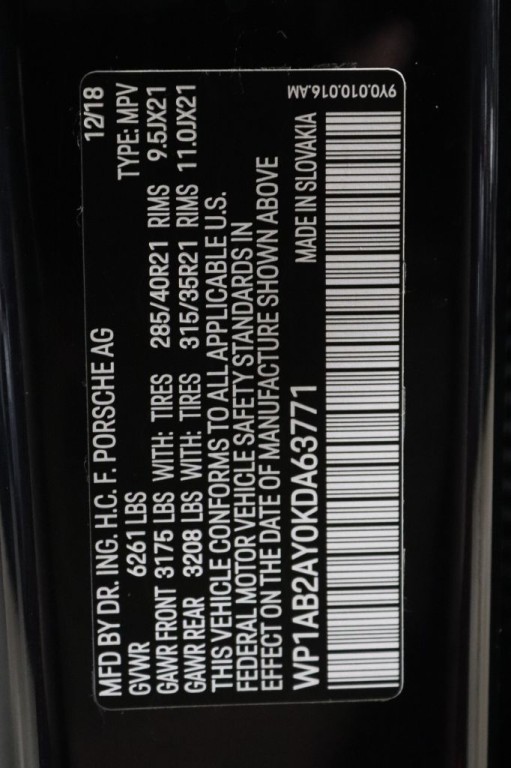 MFD BY DR. ING. H.C. F. PORSCHE AG 12/18
GVWR 6261 LBS TYPE: MPV
GAWR FRONT 3175 LBS WITH: TIRES 285/40R21 RIMS 9.5JX21
GAWR REAR 3208 LBS WITH: TIRES 315/35R21 RIMS 11.0JX21
THIS VEHICLE CONFORMS TO ALL APPLICABLE U.S.
FEDERAL MOTOR VEHICLE SAFETY STANDARDS IN
EFFECT ON THE DATE OF MANUFACTURE SHOWN ABOVE
WP1AB2AY0KDA63771 MADE IN SLOVAKIA
9Y0.010.016.AM